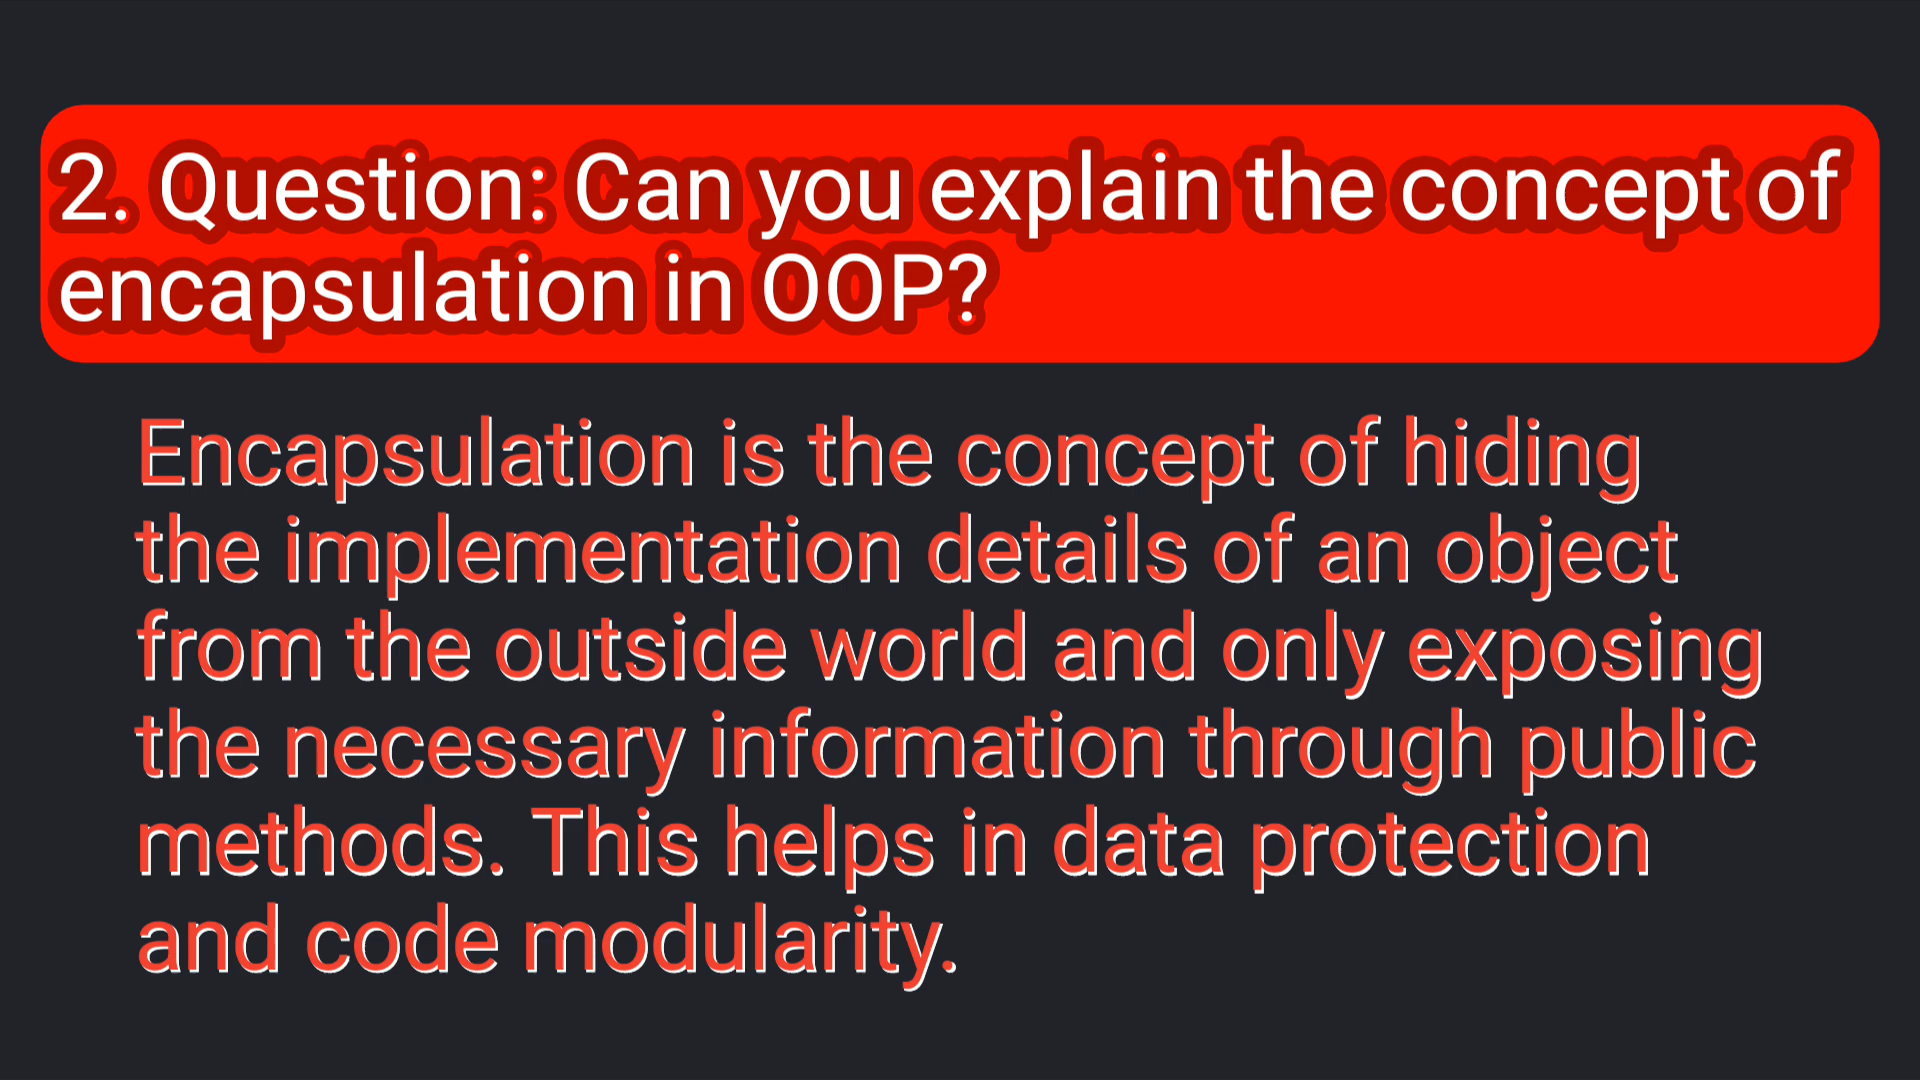 2. Question: Can you explain the concept of
encapsulation in OOP?
Encapsulation is the concept of hiding
the implementation details of an object
from the outside world and only exposing
the necessary information through public
methods. This helps in data protection
and code modularity.